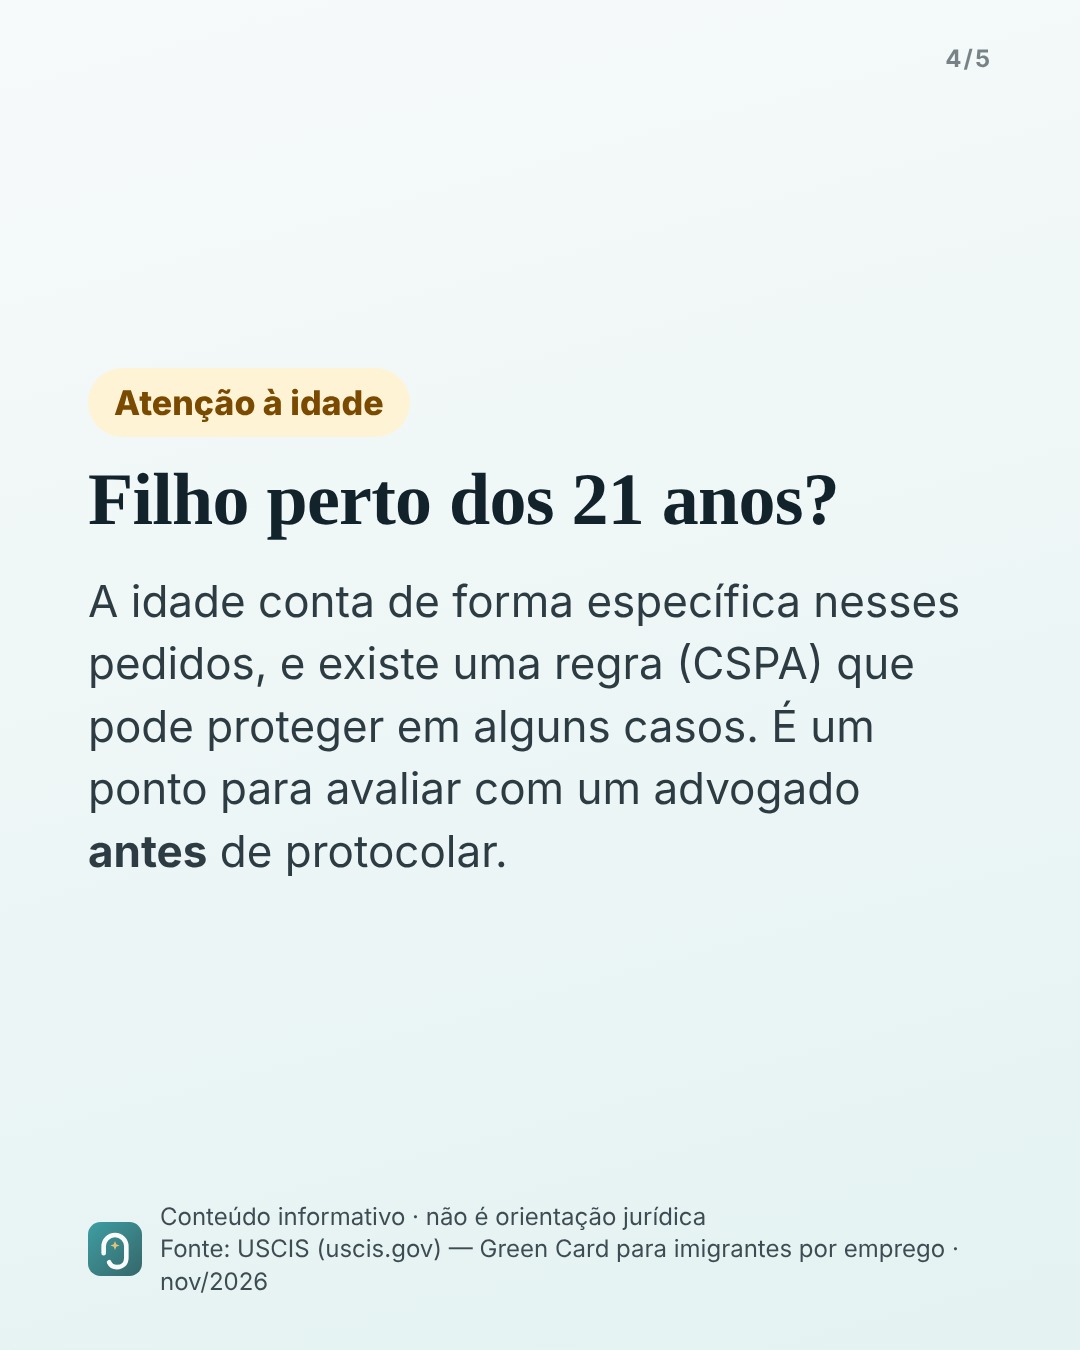 4/5
Atenção à idade
Filho perto dos 21 anos?
A idade conta de forma específica nesses
pedidos, e existe uma regra (CSPA) que
pode proteger em alguns casos. É um
ponto para avaliar com um advogado
antes de protocolar.
Conteúdo informativo · não é orientação jurídica
Fonte: USCIS (uscis.gov) — Green Card para imigrantes por emprego ·
nov/2026